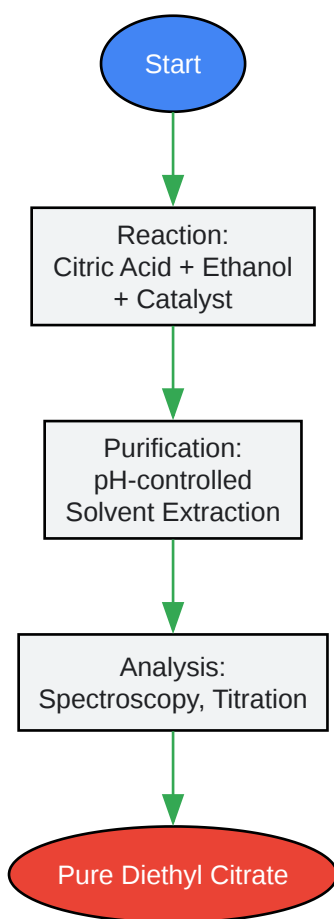 Start
Reaction:
Citric Acid + Ethanol
+ Catalyst
Purification:
pH-controlled
Solvent Extraction
Analysis:
Spectroscopy, Titration
Pure Diethyl Citrate